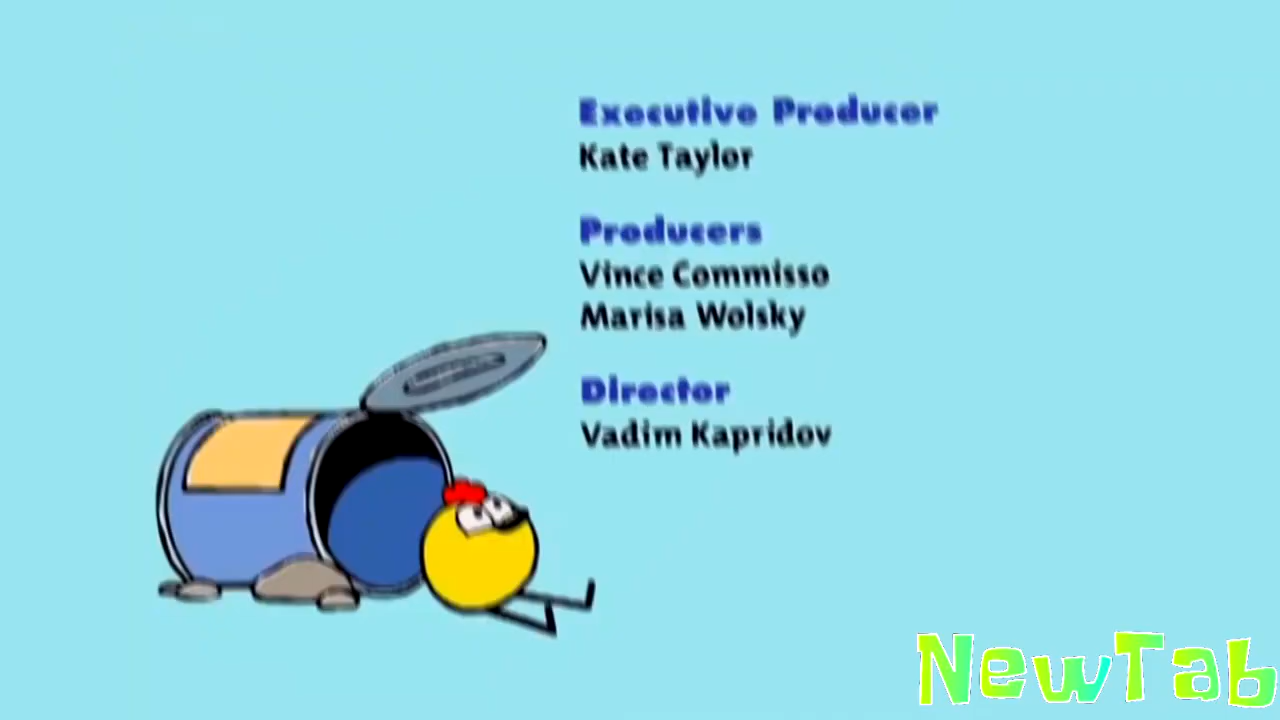 Executive Producer
Kate Taylor
Producers
Vince Commisso
Marisa Wolsky
Director
Vadim Kapridov
NewTab